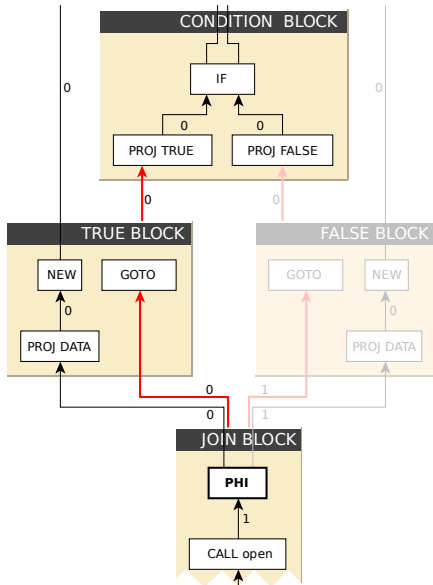 CONDITION BLOCK
IF
0 0
0 0
PROJ TRUE PROJ FALSE
0 0
TRUE BLOCK FALSE BLOCK
NEW GOTO GOTO NEW
0 0
PROJ DATA PROJ DATA
0 1
0 1
JOIN BLOCK
PHI
1
CALL open